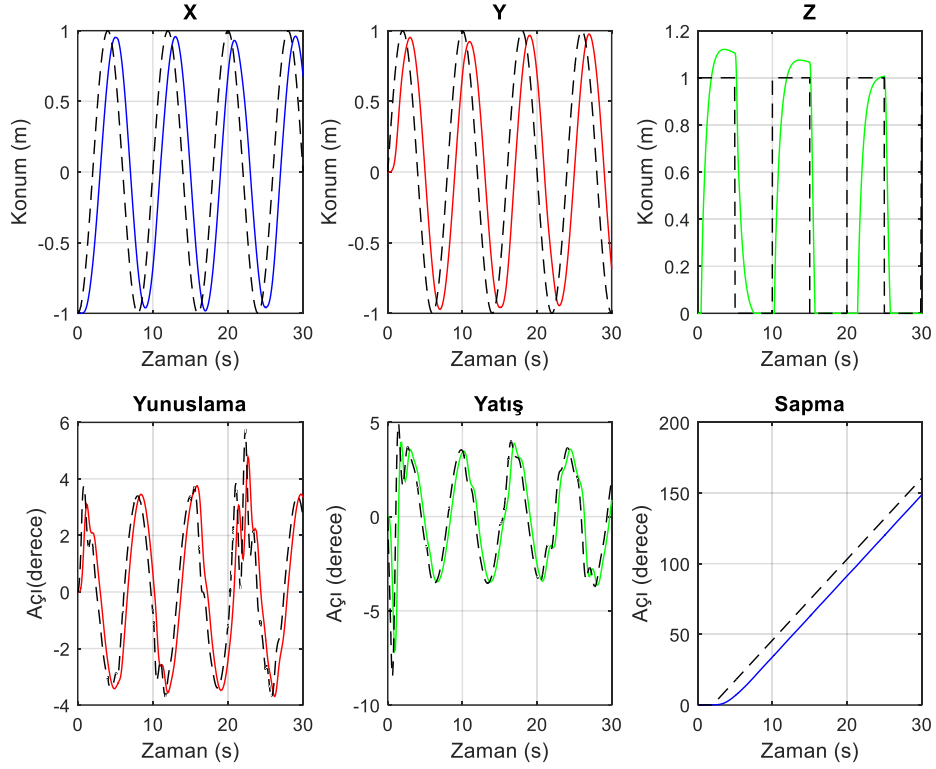 X
1
0.5
0
-0.5
-1
0 10 20 30
Konum (m)
Zaman (s)
Y
1
0.5
0
-0.5
-1
0 10 20 30
Konum (m)
Zaman (s)
Z
1.2
1
0.8
0.6
0.4
0.2
0
0 10 20 30
Konum (m)
Zaman (s)
Yunuslama
6
4
2
0
-2
-4
0 10 20 30
Açı(derece)
Zaman (s)
Yatış
5
0
-5
-10
0 10 20 30
Açı (derece)
Zaman (s)
Sapma
200
150
100
50
0
0 10 20 30
Açı (derece)
Zaman (s)